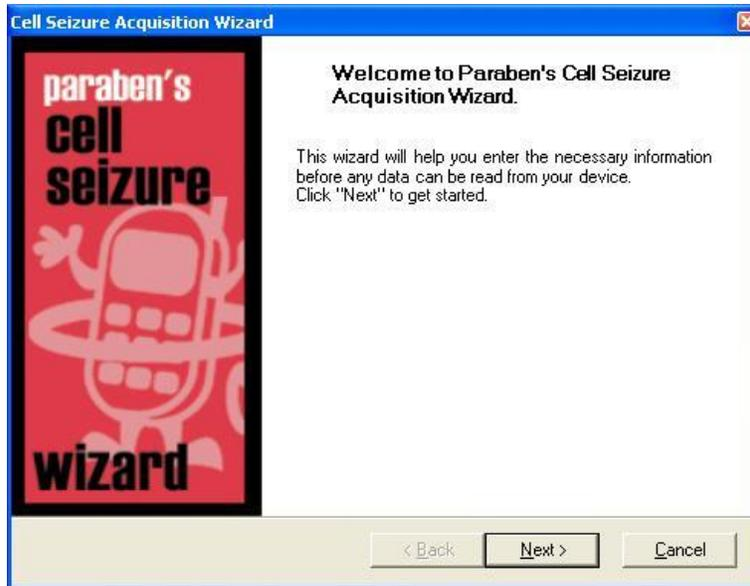 Cell Seizure Acquisition Wizard
paraben's
cell
seizure
wizard
Welcome to Paraben's Cell Seizure
Acquisition Wizard.
This wizard will help you enter the necessary information
before any data can be read from your device.
Click "Next" to get started.
< Back
Next >
Cancel